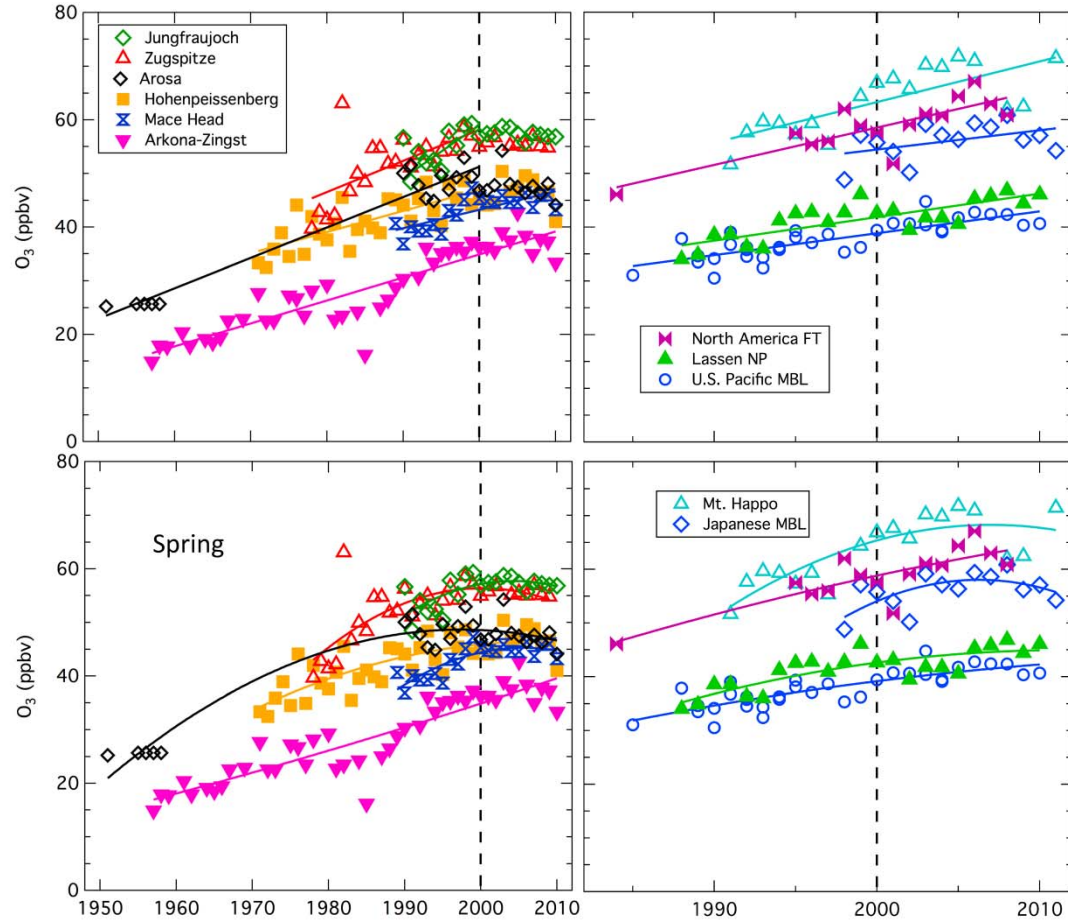 80
60
40
20
0
O3 (ppbv)
Jungfraujoch
Zugspitze
Arosa
Hohenpeissenberg
Mace Head
Arkona-Zingst
North America FT
Lassen NP
U.S. Pacific MBL
80
60
40
20
0
O3 (ppbv)
Spring
Mt. Happo
Japanese MBL
1950 1960 1970 1980 1990 2000 2010
1990 2000 2010